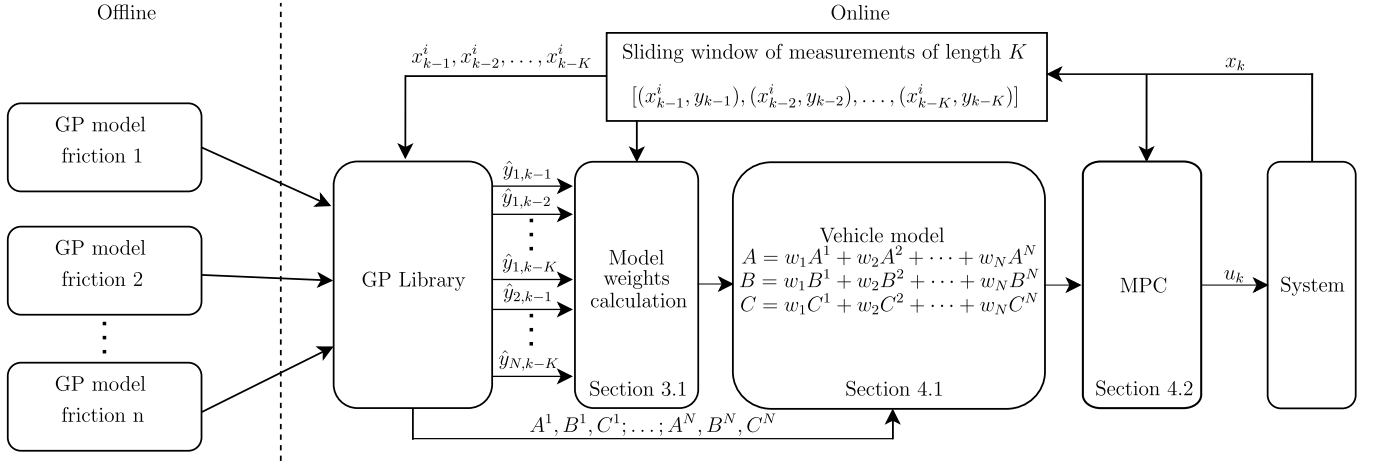 Offline
Online
GP model
friction 1
GP model
friction 2
⋮
GP model
friction n
x^i_{k−1}, x^i_{k−2}, …, x^i_{k−K}
Sliding window of measurements of length K
[(x^i_{k−1}, y_{k−1}), (x^i_{k−2}, y_{k−2}), …, (x^i_{k−K}, y_{k−K})]
x_k
GP Library
ŷ_{1,k−1}
ŷ_{1,k−2}
⋮
ŷ_{1,k−K}
ŷ_{2,k−1}
⋮
ŷ_{N,k−K}
Model
weights
calculation
Section 3.1
Vehicle model
A = w_1A^1 + w_2A^2 + ⋯ + w_NA^N
B = w_1B^1 + w_2B^2 + ⋯ + w_NB^N
C = w_1C^1 + w_2C^2 + ⋯ + w_NC^N
Section 4.1
MPC
Section 4.2
u_k
System
A^1, B^1, C^1; …; A^N, B^N, C^N